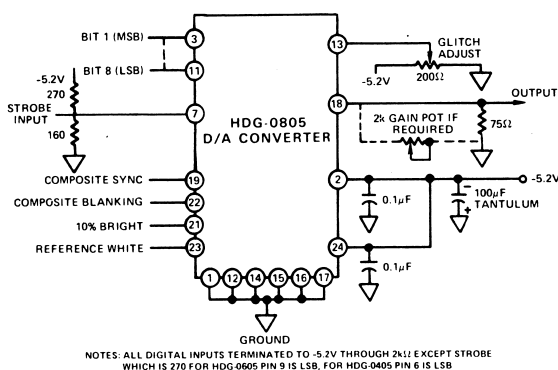 BIT 1 (MSB)
3
13
GLITCH
ADJUST
-5.2V
200Ω
BIT 8 (LSB)
11
-5.2V
270
STROBE
INPUT
7
160
HDG-0805
D/A CONVERTER
18
OUTPUT
2k GAIN POT IF
REQUIRED
75Ω
COMPOSITE SYNC
19
2
-5.2V
COMPOSITE BLANKING
22
0.1μF
-
100μF
+
TANTULUM
10% BRIGHT
21
REFERENCE WHITE
23
24
0.1μF
1
12
14
15
16
17
GROUND
NOTES: ALL DIGITAL INPUTS TERMINATED TO -5.2V THROUGH 2kΩ EXCEPT STROBE
WHICH IS 270 FOR HDG-0605 PIN 9 IS LSB, FOR HDG-0405 PIN 6 IS LSB